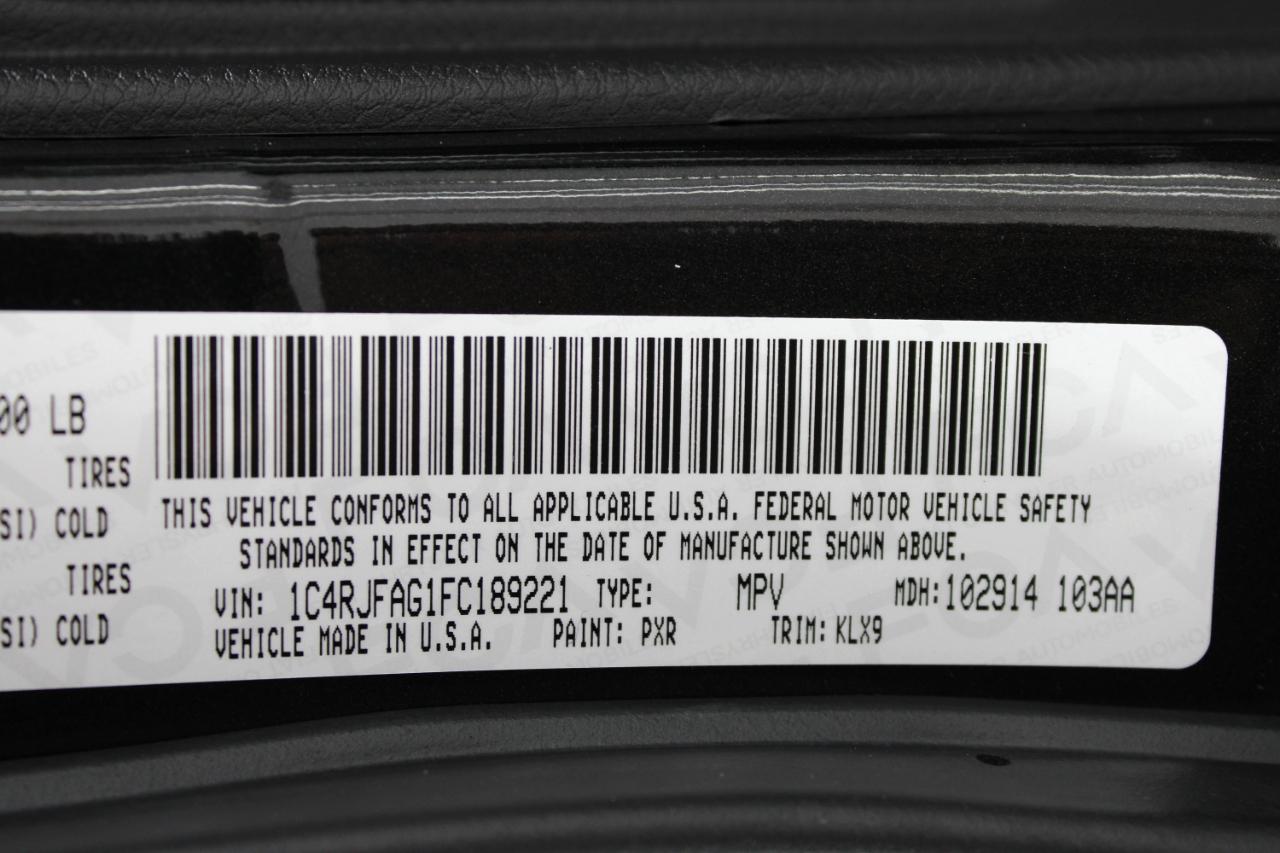 00 LB
TIRES
SI) COLD
TIRES
SI) COLD
THIS VEHICLE CONFORMS TO ALL APPLICABLE U.S.A. FEDERAL MOTOR VEHICLE SAFETY
STANDARDS IN EFFECT ON THE DATE OF MANUFACTURE SHOWN ABOVE.
VIN: 1C4RJFAG1FC189221 TYPE: MPV MDH: 102914 103AA
VEHICLE MADE IN U.S.A. PAINT: PXR TRIM: KLX9